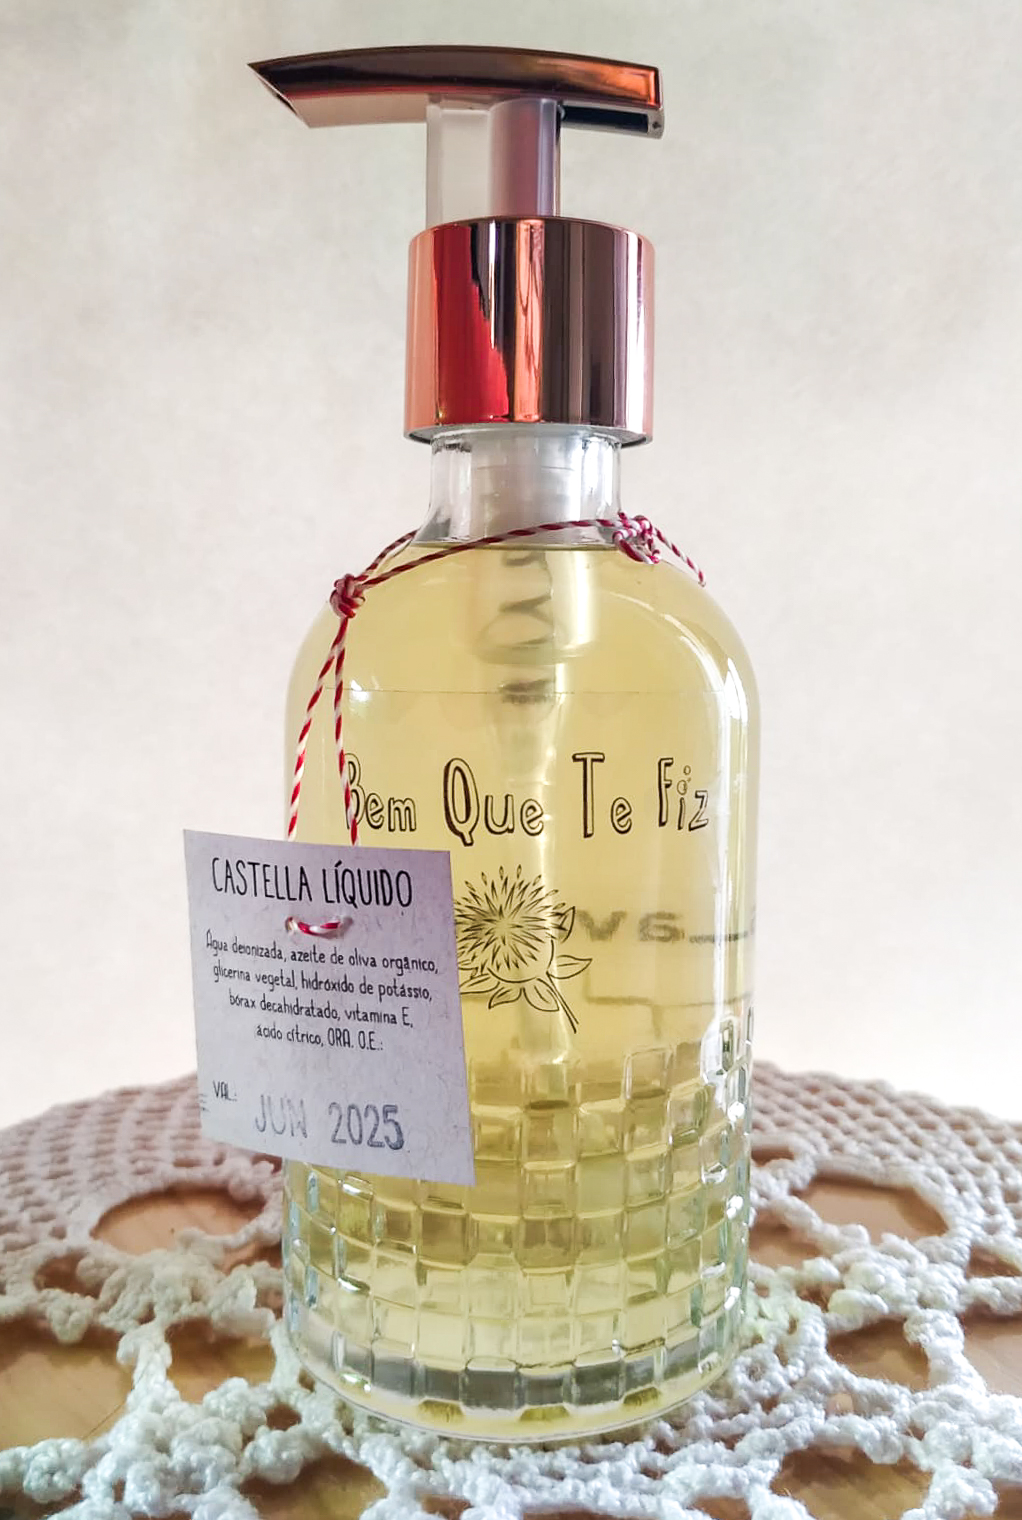 Bem Que Te Fiz
CASTELLA LÍQUIDO
Água deionizada, azeite de oliva orgânico,
glicerina vegetal, hidróxido de potássio,
bórax decahidratado, vitamina E,
ácido cítrico, ORA. O.E.:
VAL.:
JUN 2025